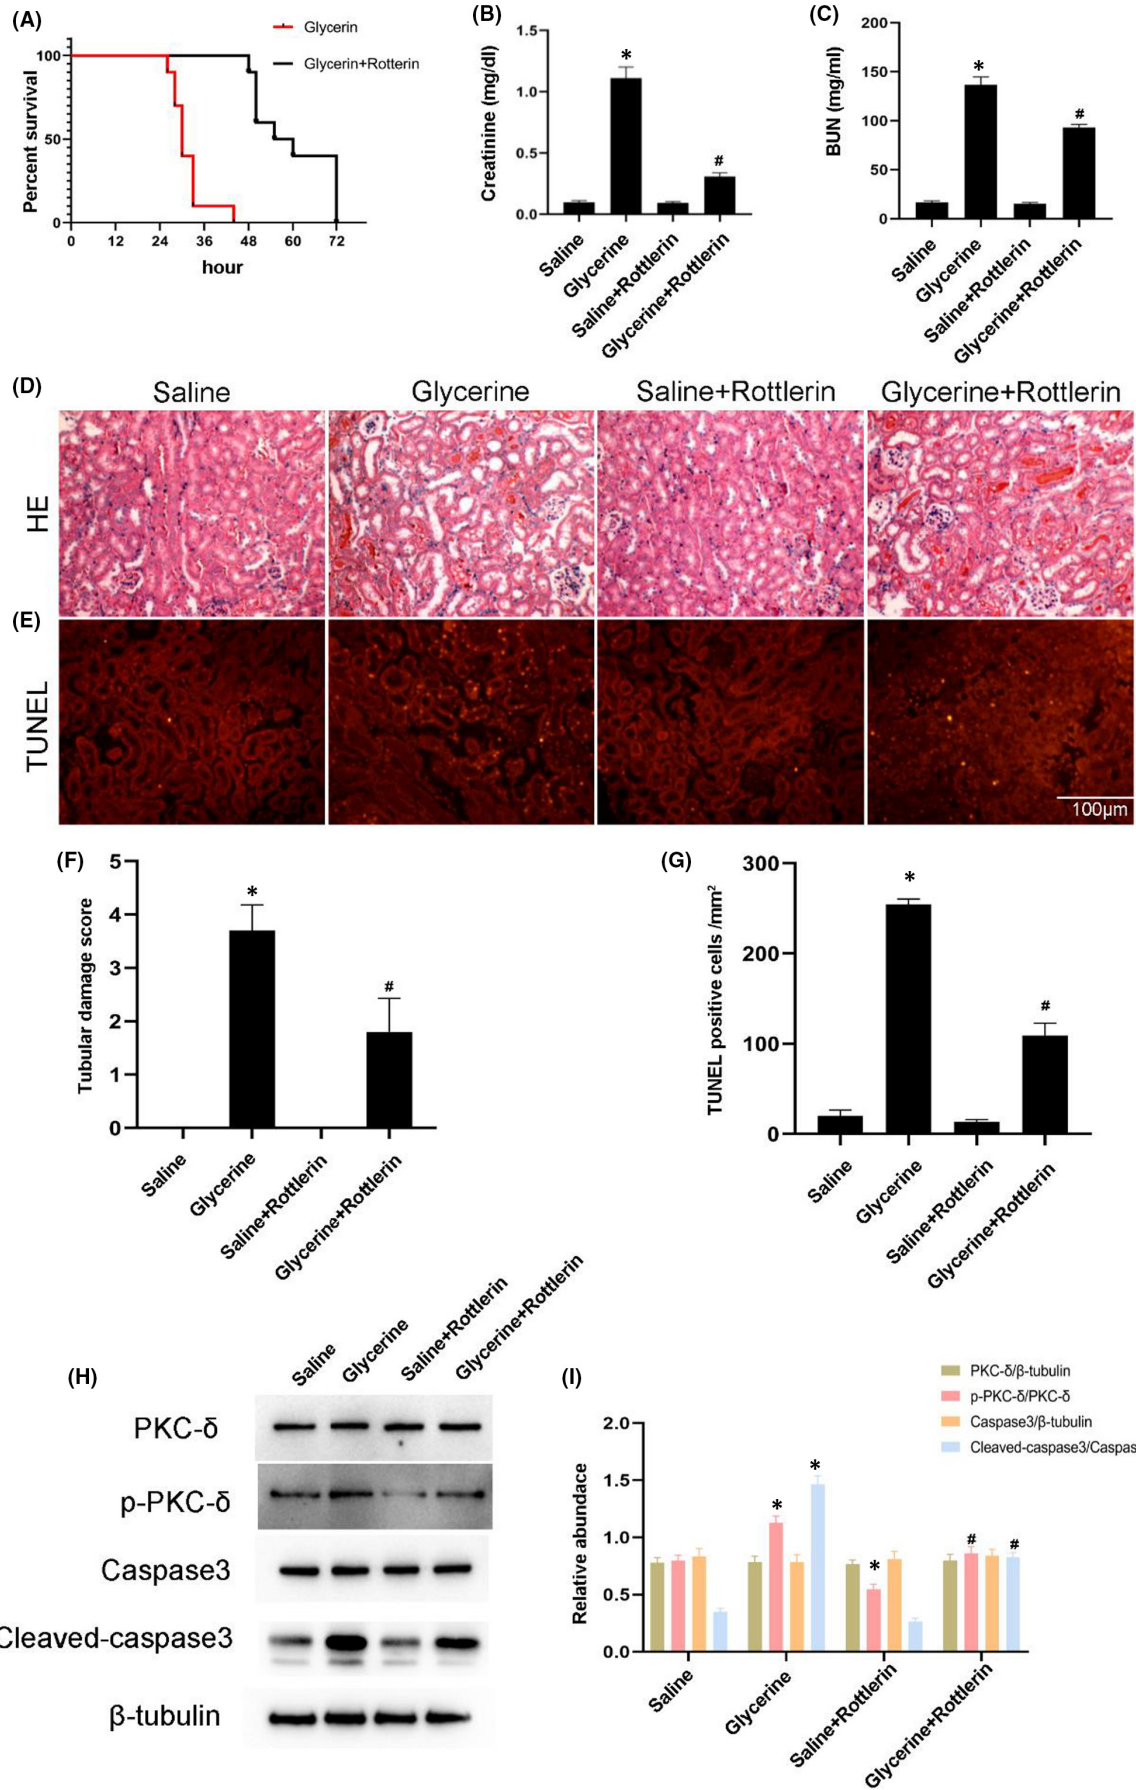 (A)
Glycerin
Glycerin+Rotterin
Percent survival
100
50
0
0 12 24 36 48 60 72
hour
(B)
Creatinine (mg/dl)
1.5
1.0
0.5
0.0
*
#
Saline
Glycerine
Saline+Rottlerin
Glycerine+Rottlerin
(C)
BUN (mg/ml)
200
150
100
50
0
*
#
Saline
Glycerine
Saline+Rottlerin
Glycerine+Rottlerin
(D)
Saline Glycerine Saline+Rottlerin Glycerine+Rottlerin
HE
(E)
TUNEL
100μm
(F)
Tubular damage score
5
4
3
2
1
0
*
#
Saline
Glycerine
Saline+Rottlerin
Glycerine+Rottlerin
(G)
TUNEL positive cells /mm²
300
200
100
0
*
#
Saline
Glycerine
Saline+Rottlerin
Glycerine+Rottlerin
(H)
Saline
Glycerine
Saline+Rottlerin
Glycerine+Rottlerin
PKC-δ
p-PKC-δ
Caspase3
Cleaved-caspase3
β-tubulin
(I)
PKC-δ/β-tubulin
p-PKC-δ/PKC-δ
Caspase3/β-tubulin
Cleaved-caspase3/Caspas
Relative abundace
2.0
1.5
1.0
0.5
0.0
*
*
*
#
#
Saline
Glycerine
Saline+Rottlerin
Glycerine+Rottlerin